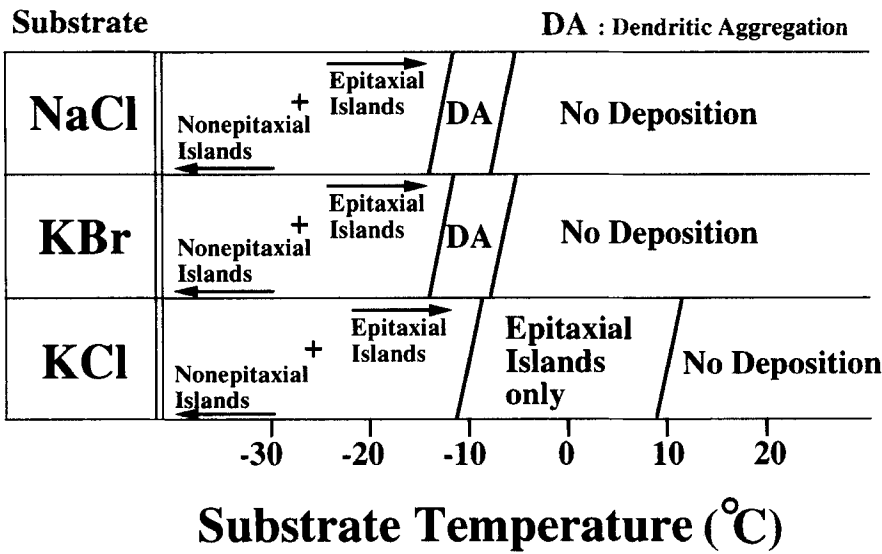 Substrate
DA : Dendritic Aggregation
NaCl
Nonepitaxial
Islands
+
Epitaxial
Islands
DA
No Deposition
KBr
Nonepitaxial
Islands
+
Epitaxial
Islands
DA
No Deposition
KCl
Nonepitaxial
Islands
+
Epitaxial
Islands
Epitaxial
Islands
only
No Deposition
-30 -20 -10 0 10 20
Substrate Temperature (°C)